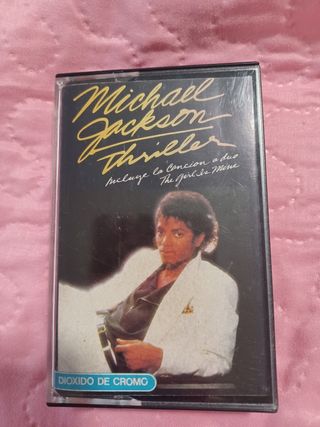 Michael
Jackson
Thriller
Incluye la Cancion a duo
The Girl Is Mine
DIOXIDO DE CROMO